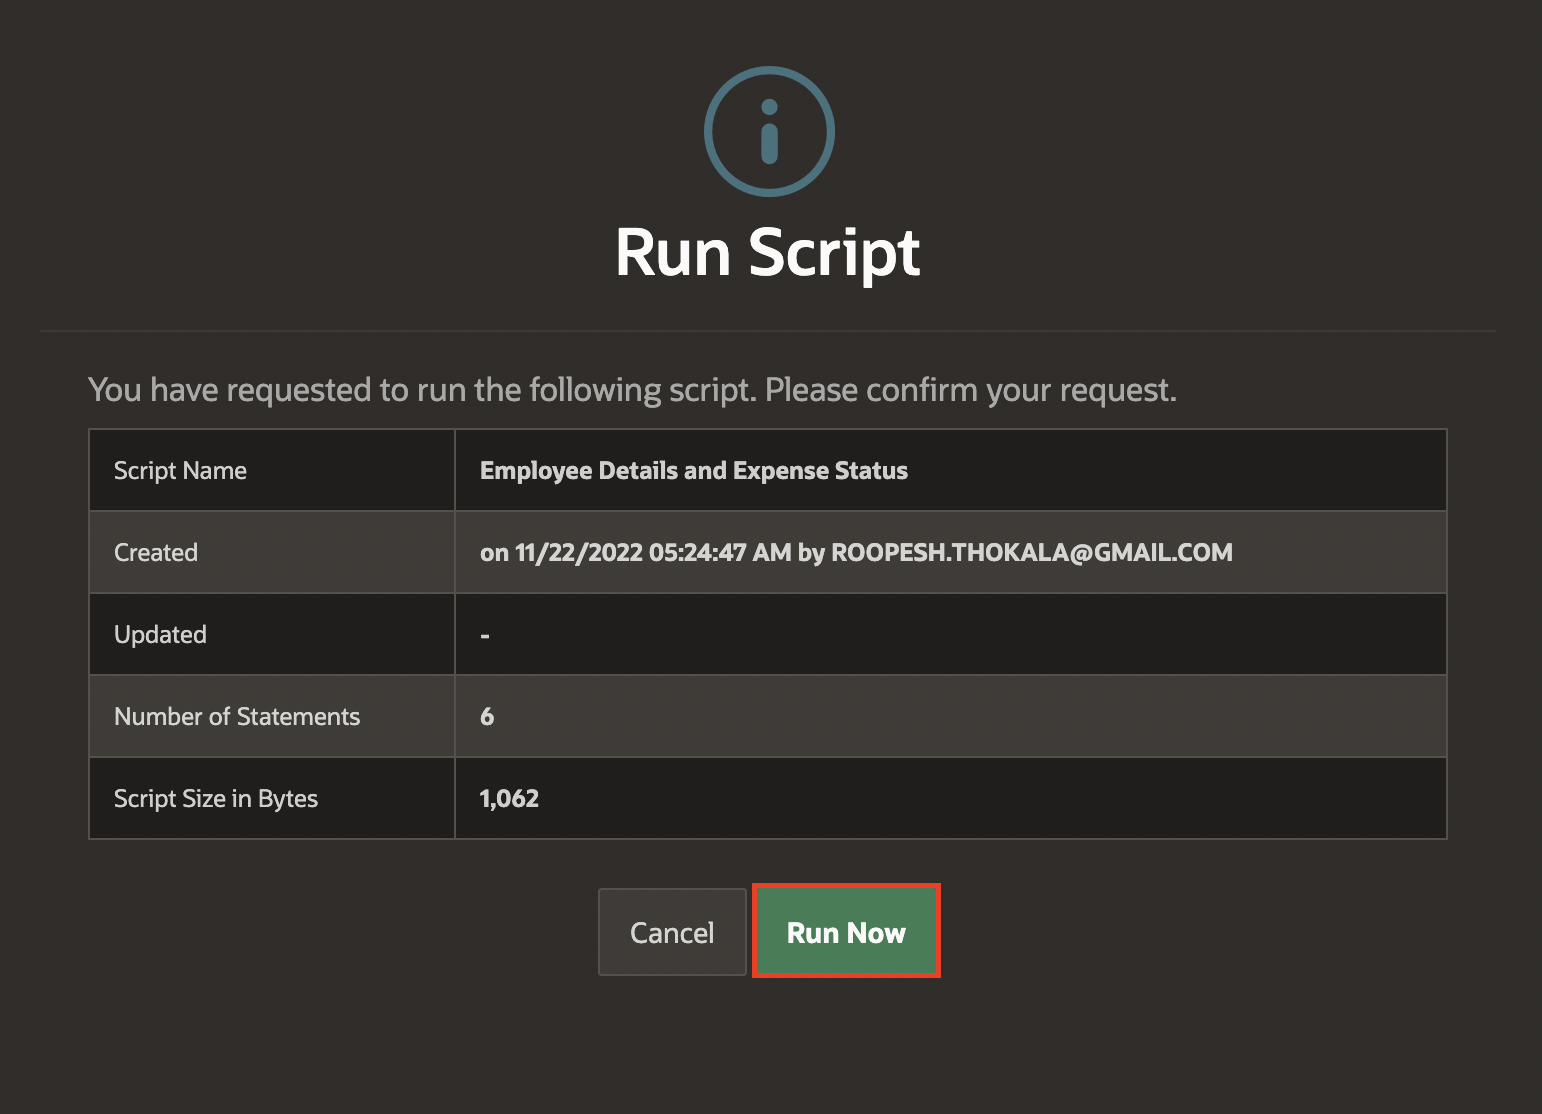 Run Script
You have requested to run the following script. Please confirm your request.
Script Name Employee Details and Expense Status
Created on 11/22/2022 05:24:47 AM by ROOPESH.THOKALA@GMAIL.COM
Updated -
Number of Statements 6
Script Size in Bytes 1,062
Cancel Run Now